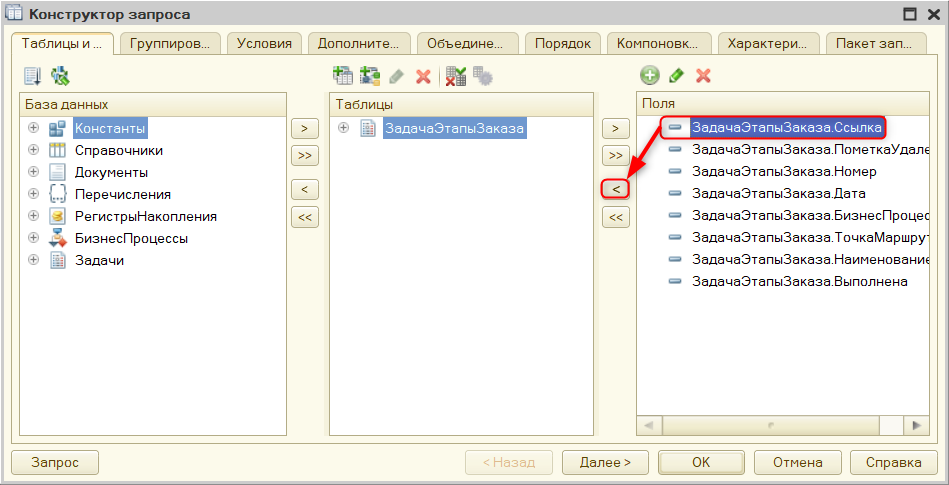 Конструктор запроса
Таблицы и ...
Группиров...
Условия
Дополните...
Объедине...
Порядок
Компоновк...
Характери...
Пакет зап...
База данных
Константы
Справочники
Документы
Перечисления
РегистрыНакопления
БизнесПроцессы
Задачи
>
>>
<
<<
Таблицы
ЗадачаЭтапыЗаказа
>
>>
<
<<
Поля
ЗадачаЭтапыЗаказа.Ссылка
ЗадачаЭтапыЗаказа.ПометкаУдале
ЗадачаЭтапыЗаказа.Номер
ЗадачаЭтапыЗаказа.Дата
ЗадачаЭтапыЗаказа.БизнесПроцес
ЗадачаЭтапыЗаказа.ТочкаМаршрут
ЗадачаЭтапыЗаказа.Наименование
ЗадачаЭтапыЗаказа.Выполнена
Запрос
< Назад
Далее >
ОК
Отмена
Справка